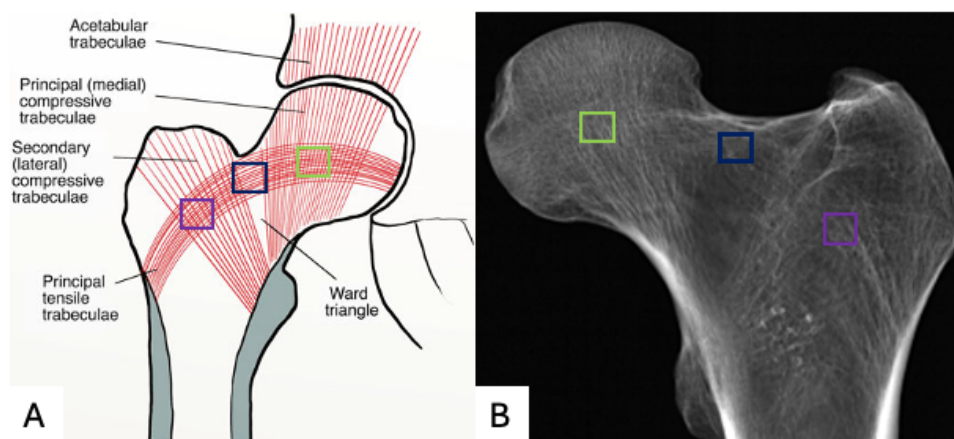 Acetabular
trabeculae
Principal (medial)
compressive
trabeculae
Secondary
(lateral)
compressive
trabeculae
Principal
tensile
trabeculae
Ward
triangle
A
B